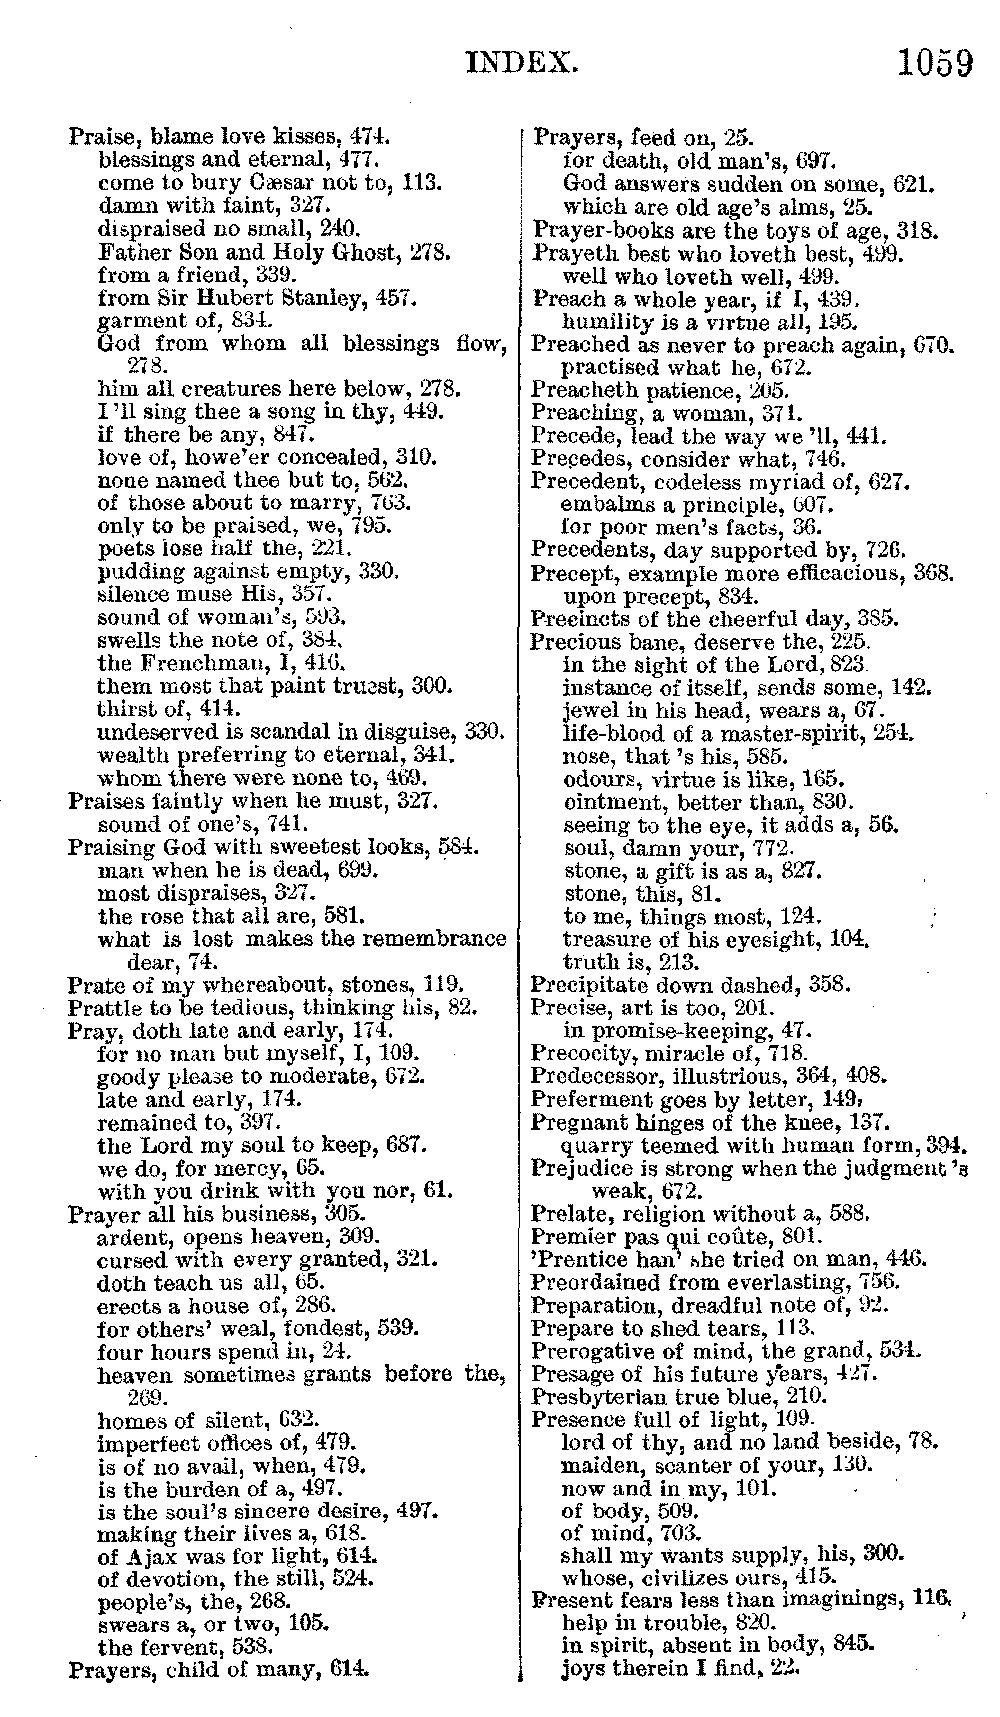 INDEX. 1059
Praise, blame love kisses, 474.
blessings and eternal, 477.
come to bury Cæsar not to, 113.
damn with faint, 327.
dispraised no small, 240.
Father Son and Holy Ghost, 278.
from a friend, 339.
from Sir Hubert Stanley, 457.
garment of, 834.
God from whom all blessings flow,
278.
him all creatures here below, 278.
I 'll sing thee a song in thy, 449.
if there be any, 847.
love of, howe'er concealed, 310.
none named thee but to, 562.
of those about to marry, 763.
only to be praised, we, 795.
poets lose half the, 221.
pudding against empty, 330.
silence muse His, 357.
sound of woman's, 593.
swells the note of, 384.
the Frenchman, I, 416.
them most that paint truest, 300.
thirst of, 414.
undeserved is scandal in disguise, 330.
wealth preferring to eternal, 341.
whom there were none to, 469.
Praises faintly when he must, 327.
sound of one's, 741.
Praising God with sweetest looks, 584.
man when he is dead, 699.
most dispraises, 327.
the rose that all are, 581.
what is lost makes the remembrance
dear, 74.
Prate of my whereabout, stones, 119.
Prattle to be tedious, thinking his, 82.
Pray, doth late and early, 174.
for no man but myself, I, 109.
goody please to moderate, 672.
late and early, 174.
remained to, 397.
the Lord my soul to keep, 687.
we do, for mercy, 65.
with you drink with you nor, 61.
Prayer all his business, 305.
ardent, opens heaven, 309.
cursed with every granted, 321.
doth teach us all, 65.
erects a house of, 286.
for others' weal, fondest, 539.
four hours spend in, 24.
heaven sometimes grants before the,
269.
homes of silent, 632.
imperfect offices of, 479.
is of no avail, when, 479.
is the burden of a, 497.
is the soul's sincere desire, 497.
making their lives a, 618.
of Ajax was for light, 614.
of devotion, the still, 524.
people's, the, 268.
swears a, or two, 105.
the fervent, 538.
Prayers, child of many, 614.
Prayers, feed on, 25.
for death, old man's, 697.
God answers sudden on some, 621.
which are old age's alms, 25.
Prayer-books are the toys of age, 318.
Prayeth best who loveth best, 499.
well who loveth well, 499.
Preach a whole year, if I, 439.
humility is a virtue all, 195.
Preached as never to preach again, 670.
practised what he, 672.
Preacheth patience, 205.
Preaching, a woman, 371.
Precede, lead the way we 'll, 441.
Precedes, consider what, 746.
Precedent, codeless myriad of, 627.
embalms a principle, 607.
for poor men's facts, 36.
Precedents, day supported by, 726.
Precept, example more efficacious, 368.
upon precept, 834.
Precincts of the cheerful day, 385.
Precious bane, deserve the, 225.
in the sight of the Lord, 823.
instance of itself, sends some, 142.
jewel in his head, wears a, 67.
life-blood of a master-spirit, 254.
nose, that 's his, 585.
odours, virtue is like, 165.
ointment, better than, 830.
seeing to the eye, it adds a, 56.
soul, damn your, 772.
stone, a gift is as a, 827.
stone, this, 81.
to me, things most, 124.
treasure of his eyesight, 104.
truth is, 213.
Precipitate down dashed, 358.
Precise, art is too, 201.
in promise-keeping, 47.
Precocity, miracle of, 718.
Predecessor, illustrious, 364, 408.
Preferment goes by letter, 149.
Pregnant hinges of the knee, 137.
quarry teemed with human form, 394.
Prejudice is strong when the judgment 's
weak, 672.
Prelate, religion without a, 588.
Premier pas qui coûte, 801.
'Prentice han' she tried on man, 446.
Preordained from everlasting, 756.
Preparation, dreadful note of, 92.
Prepare to shed tears, 113.
Prerogative of mind, the grand, 534.
Presage of his future years, 427.
Presbyterian true blue, 210.
Presence full of light, 109.
lord of thy, and no land beside, 78.
maiden, scanter of your, 130.
now and in my, 101.
of body, 509.
of mind, 703.
shall my wants supply, his, 300.
whose, civilizes ours, 415.
Present fears less than imaginings, 116.
help in trouble, 820.
in spirit, absent in body, 845.
joys therein I find, 22.